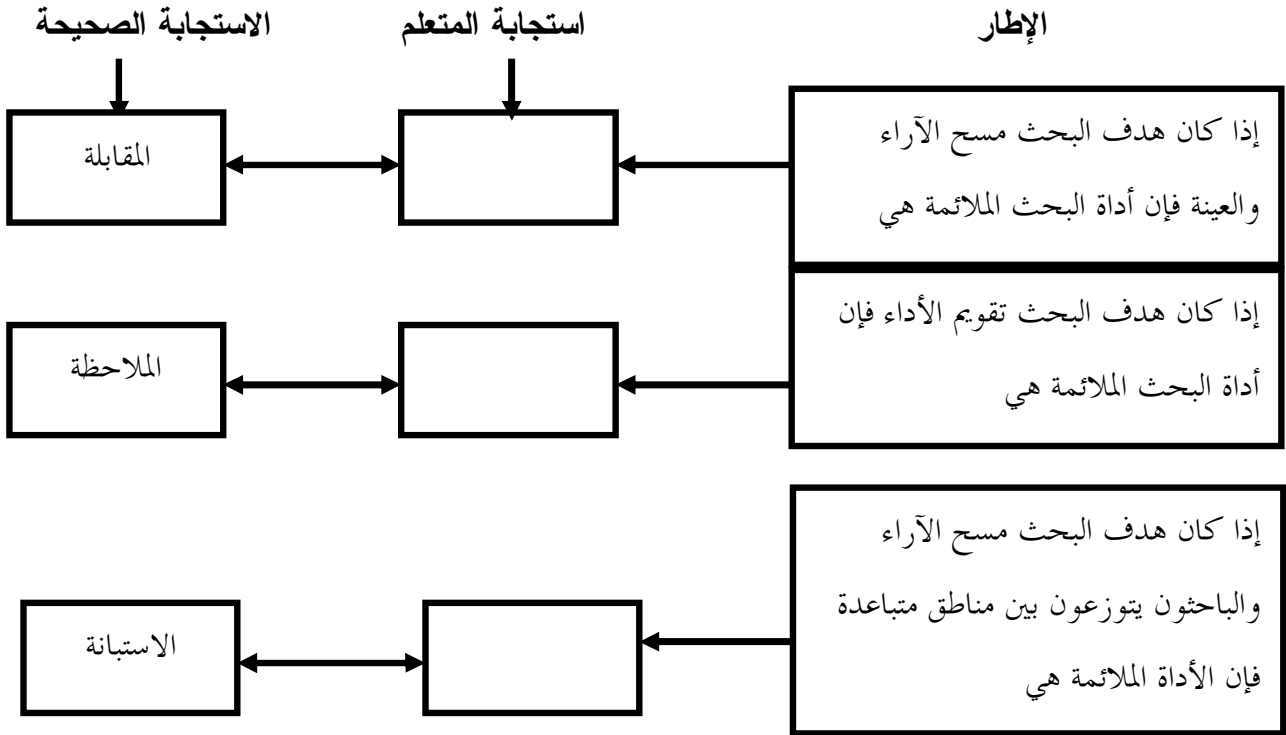 الإطار
استجابة المتعلم
الاستجابة الصحيحة
إذا كان هدف البحث مسح الآراء
والعينة فإن أداة البحث الملائمة هي
المقابلة
إذا كان هدف البحث تقويم الأداء فإن
أداة البحث الملائمة هي
الملاحظة
إذا كان هدف البحث مسح الآراء
والباحثون يتوزعون بين مناطق متباعدة
فإن الأداة الملائمة هي
الاستبانة